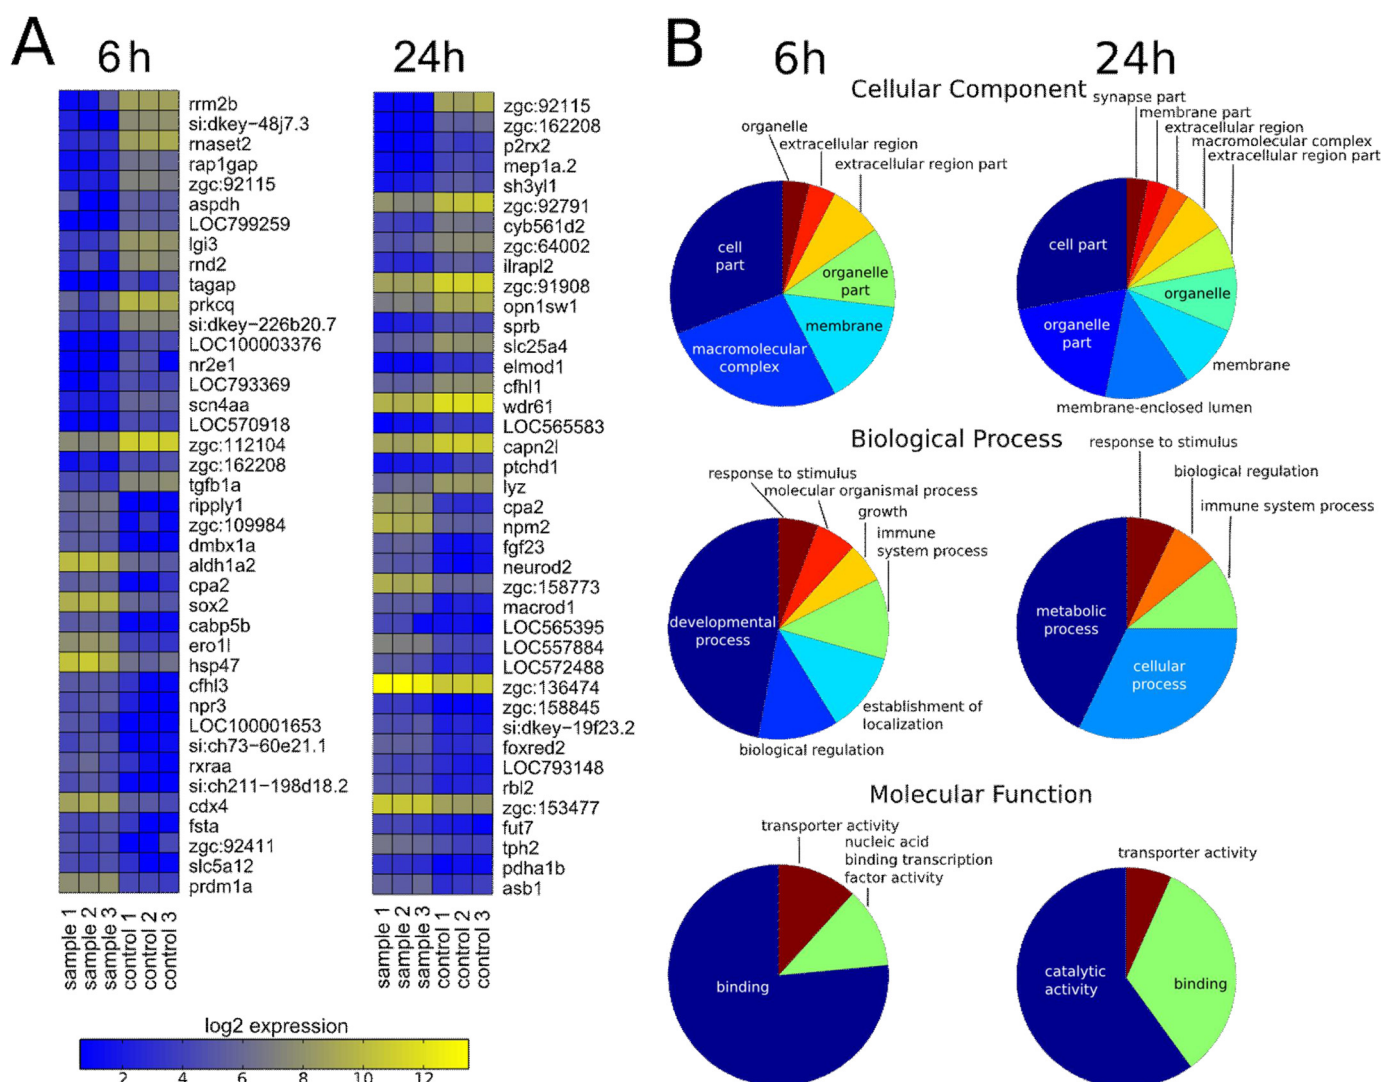 A
6h
24h
rrm2b
si:dkey-48j7.3
rnaset2
rap1gap
zgc:92115
aspdh
LOC799259
lgi3
rnd2
tagap
prkcq
si:dkey-226b20.7
LOC100003376
nr2e1
LOC793369
scn4aa
LOC570918
zgc:112104
zgc:162208
tgfb1a
ripply1
zgc:109984
dmbx1a
aldh1a2
cpa2
sox2
cabp5b
ero1l
hsp47
cfhl3
npr3
LOC100001653
si:ch73-60e21.1
rxraa
si:ch211-198d18.2
cdx4
fsta
zgc:92411
slc5a12
prdm1a
sample 1
sample 2
sample 3
control 1
control 2
control 3
zgc:92115
zgc:162208
p2rx2
mep1a.2
sh3yl1
zgc:92791
cyb561d2
zgc:64002
ilrapl2
zgc:91908
opn1sw1
sprb
slc25a4
elmod1
cfhl1
wdr61
LOC565583
capn2l
ptchd1
lyz
cpa2
npm2
fgf23
neurod2
zgc:158773
macrod1
LOC565395
LOC557884
LOC572488
zgc:136474
zgc:158845
si:dkey-19f23.2
foxred2
LOC793148
rbl2
zgc:153477
fut7
tph2
pdha1b
asb1
sample 1
sample 2
sample 3
control 1
control 2
control 3
log2 expression
2 4 6 8 10 12
B
6h
24h
Cellular Component
organelle
extracellular region
extracellular region part
cell
part
organelle
part
membrane
macromolecular
complex
synapse part
membrane part
extracellular region
macromolecular complex
extracellular region part
cell part
organelle
organelle
part
membrane
membrane-enclosed lumen
Biological Process
response to stimulus
molecular organismal process
growth
immune
system process
developmental
process
establishment of
localization
biological regulation
response to stimulus
biological regulation
immune system process
metabolic
process
cellular
process
Molecular Function
transporter activity
nucleic acid
binding transcription
factor activity
binding
transporter activity
catalytic
activity
binding